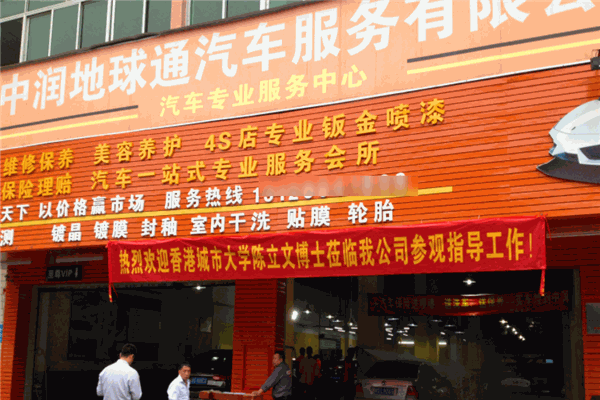 中润地球通汽车服务有限公
汽车专业服务中心
维修保养 美容养护 4S店专业钣金喷漆
保险理赔 汽车一站式专业服务会所
天下 以价格赢市场 服务热线
测 镀晶 镀膜 封釉 室内干洗 贴膜 轮胎
热烈欢迎香港城市大学陈立文博士莅临我公司参观指导工作!
VIP